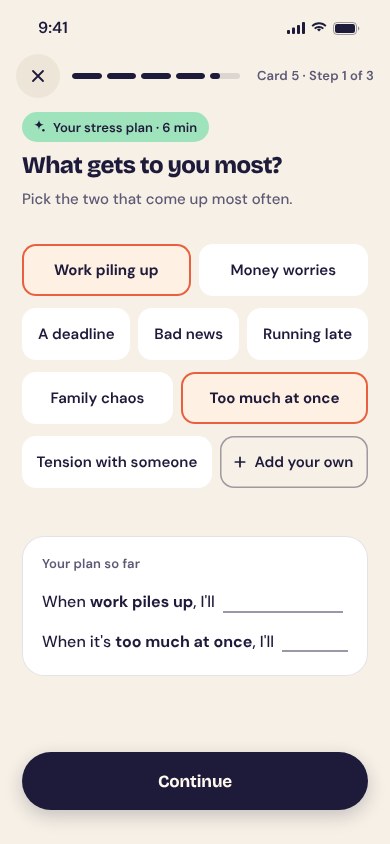 9:41
Card 5 · Step 1 of 3
Your stress plan · 6 min
What gets to you most?
Pick the two that come up most often.
Work piling up
Money worries
A deadline
Bad news
Running late
Family chaos
Too much at once
Tension with someone
+ Add your own
Your plan so far
When work piles up, I'll
When it's too much at once, I'll
Continue